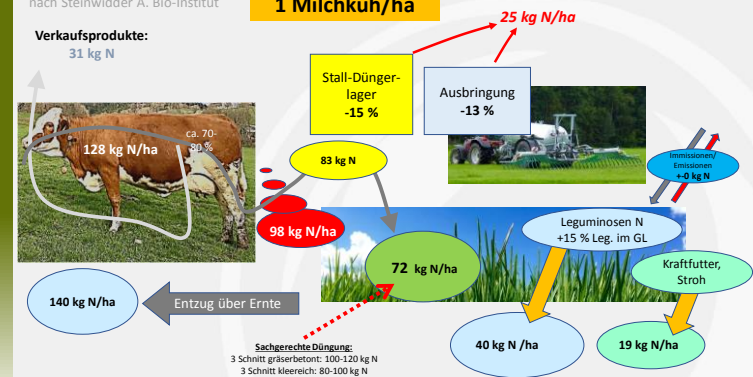 nach Steinwidder A. Bio-Institut
1 Milchkuh/ha
Verkaufsprodukte:
31 kg N
25 kg N/ha
Stall-Dünger-
lager
-15 %
Ausbringung
-13 %
128 kg N/ha
ca. 70-
80 %
83 kg N
Immissionen/
Emissionen
+-0 kg N
98 kg N/ha
Leguminosen N
+15 % Leg. im GL
72 kg N/ha
Kraftfutter,
Stroh
140 kg N/ha
Entzug über Ernte
40 kg N /ha
19 kg N/ha
Sachgerechte Düngung:
3 Schnitt gräserbetont: 100-120 kg N
3 Schnitt kleereich: 80-100 kg N